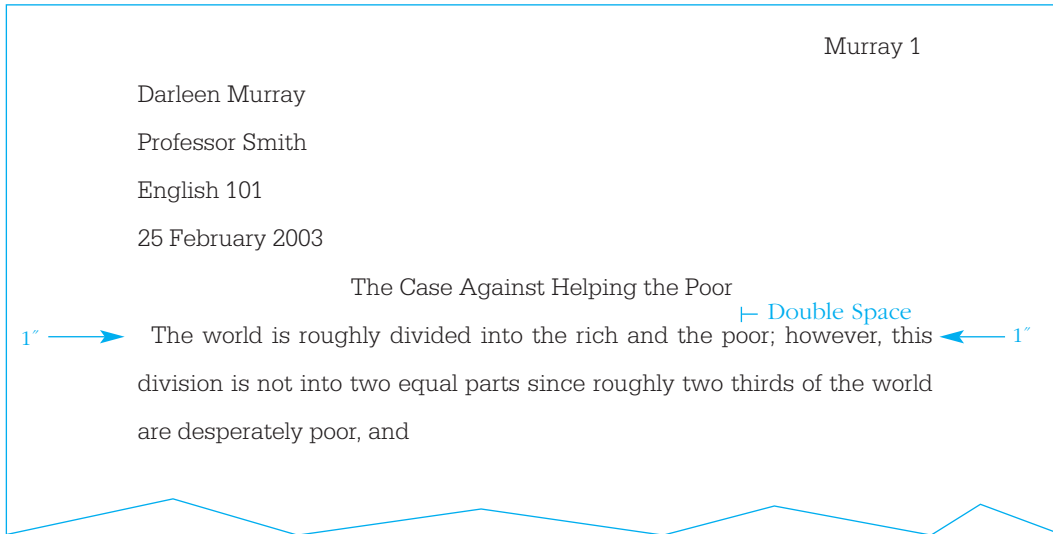 Murray 1
Darleen Murray
Professor Smith
English 101
25 February 2003
The Case Against Helping the Poor
Double Space
1″ The world is roughly divided into the rich and the poor; however, this 1″
division is not into two equal parts since roughly two thirds of the world
are desperately poor, and